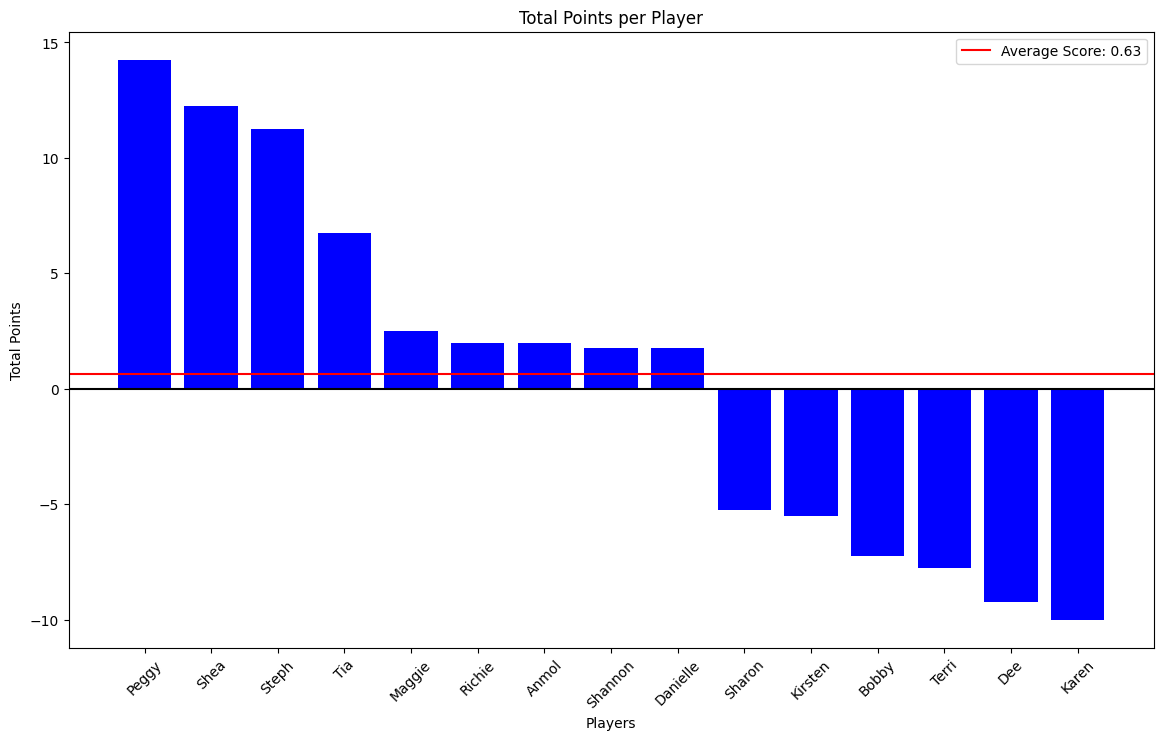 Total Points per Player
Average Score: 0.63
Total Points
15
10
5
0
−5
−10
Peggy
Shea
Steph
Tia
Maggie
Richie
Anmol
Shannon
Danielle
Sharon
Kirsten
Bobby
Terri
Dee
Karen
Players